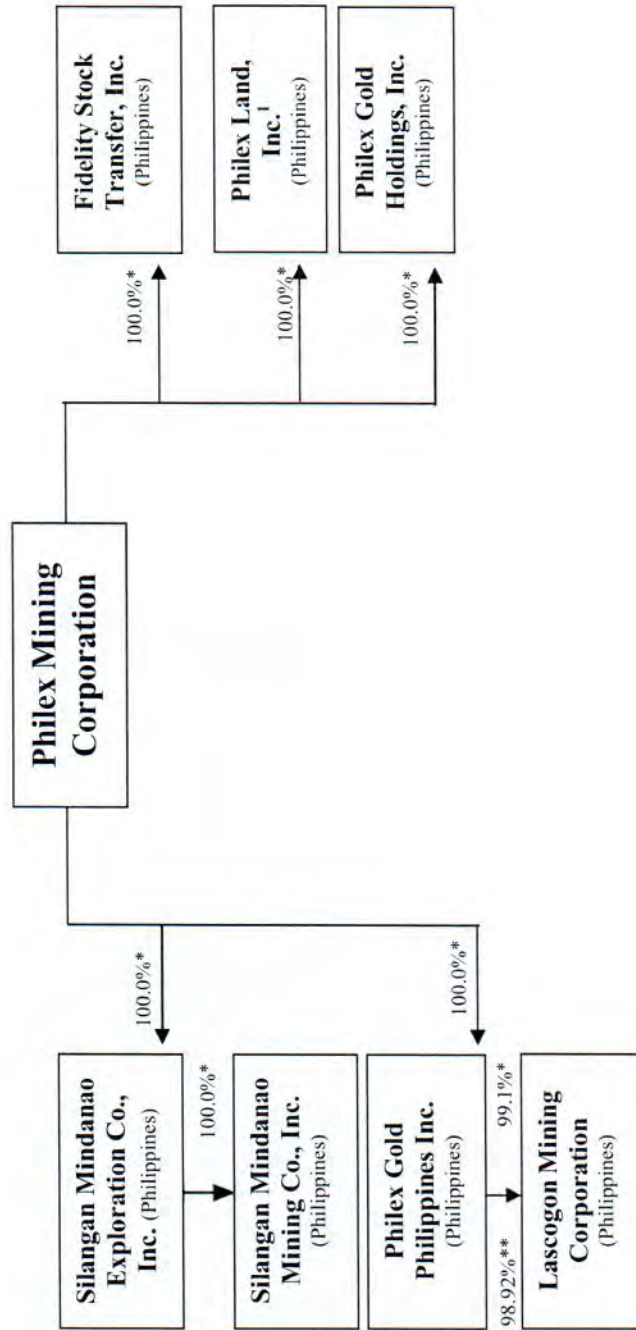 Philex Mining
Corporation
Silangan Mindanao
Exploration Co.,
Inc. (Philippines)
100.0%*
100.0%*
Silangan Mindanao
Mining Co., Inc.
(Philippines)
Philex Gold
Philippines Inc.
(Philippines)
100.0%*
98.92%**
99.1%*
Lascogon Mining
Corporation
(Philippines)
Fidelity Stock
Transfer, Inc.
(Philippines)
100.0%*
Philex Land,
Inc.¹
(Philippines)
100.0%*
Philex Gold
Holdings, Inc.
(Philippines)
100.0%*